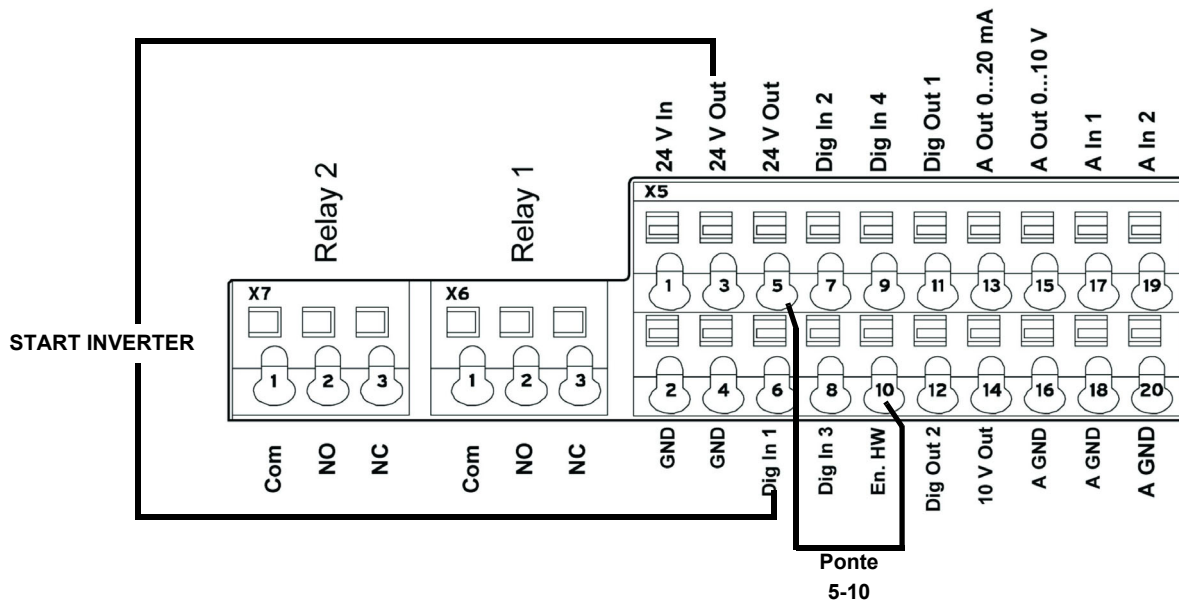 24 V In
24 V Out
24 V Out
Dig In 2
Dig In 4
Dig Out 1
A Out 0...20 mA
A Out 0...10 V
A In 1
A In 2
Relay 2
Relay 1
X5
1 3 5 7 9 11 13 15 17 19
X7
X6
START INVERTER
1 2 3
1 2 3
2 4 6 8 10 12 14 16 18 20
Com
NO
NC
Com
NO
NC
GND
GND
Dig In 1
Dig In 3
En. HW
Dig Out 2
10 V Out
A GND
A GND
A GND
Ponte
5-10